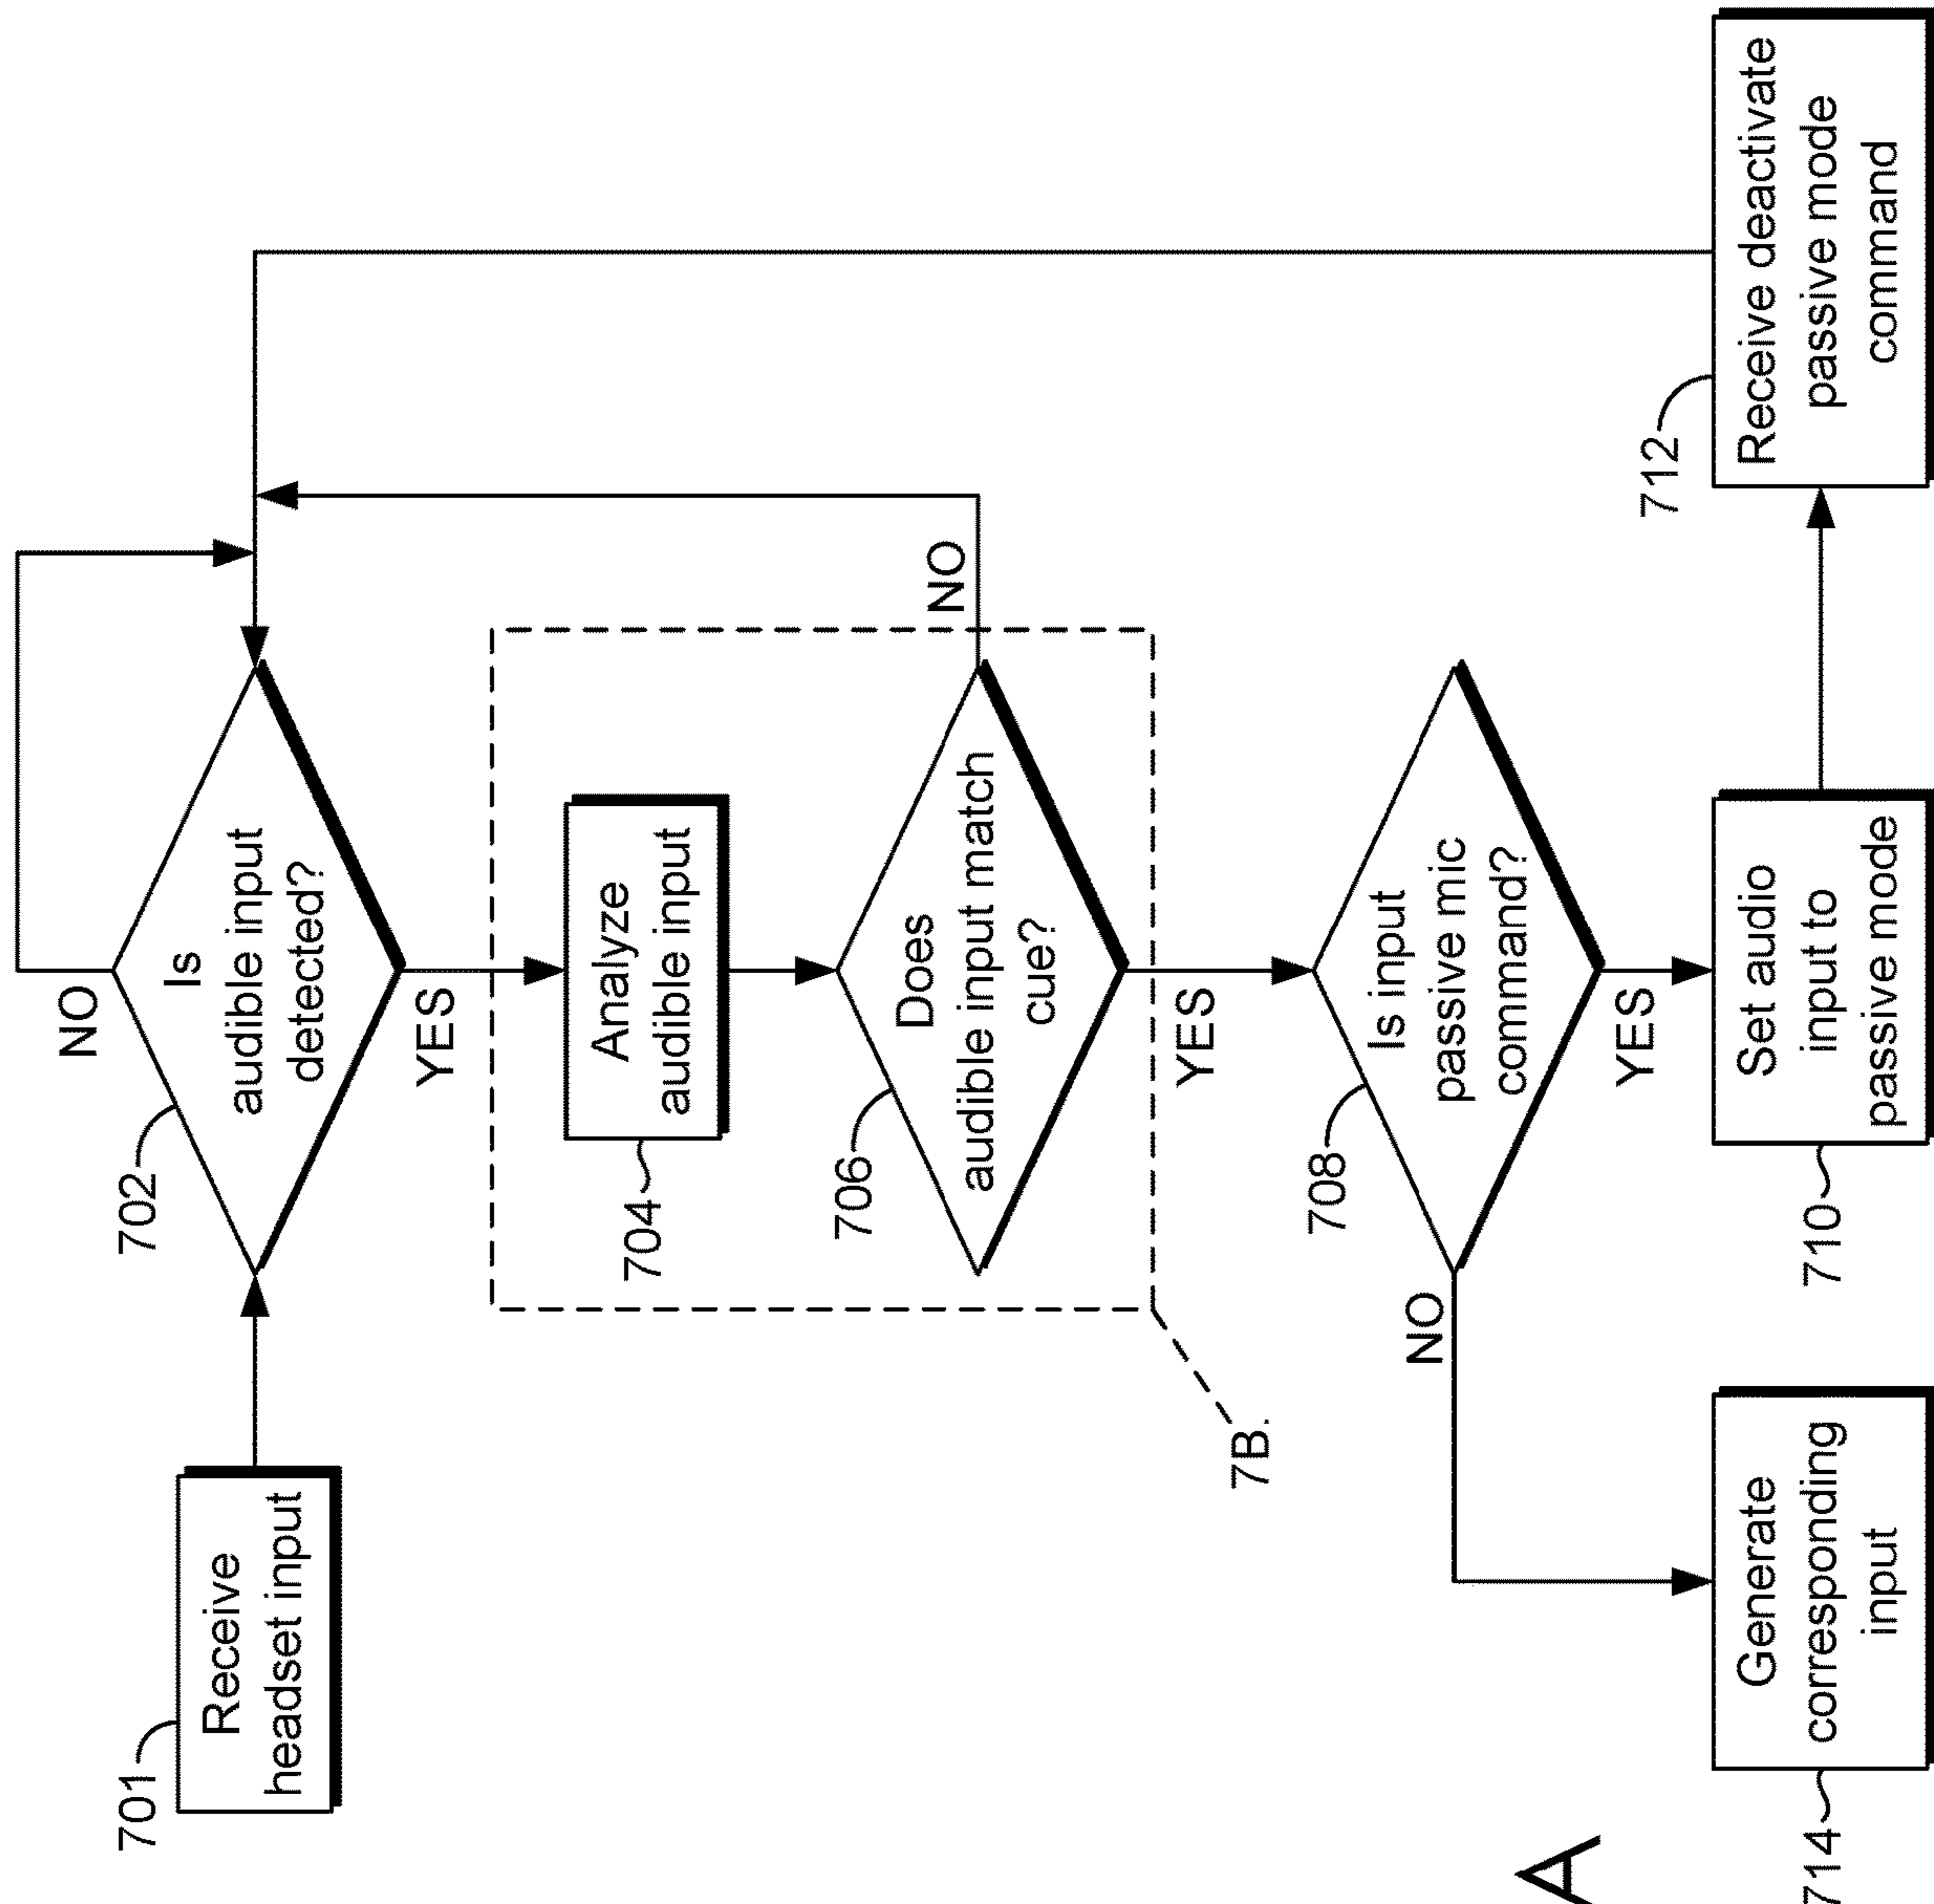 701
Receive
headset input
702
Is
audible input
detected?
NO
YES
704
Analyze
audible input
706
Does
audible input match
cue?
NO
YES
7B.
708
Is input
passive mic
command?
NO
YES
714
Generate
corresponding
input
710
Set audio
input to
passive mode
712
Receive deactivate
passive mode
command
A